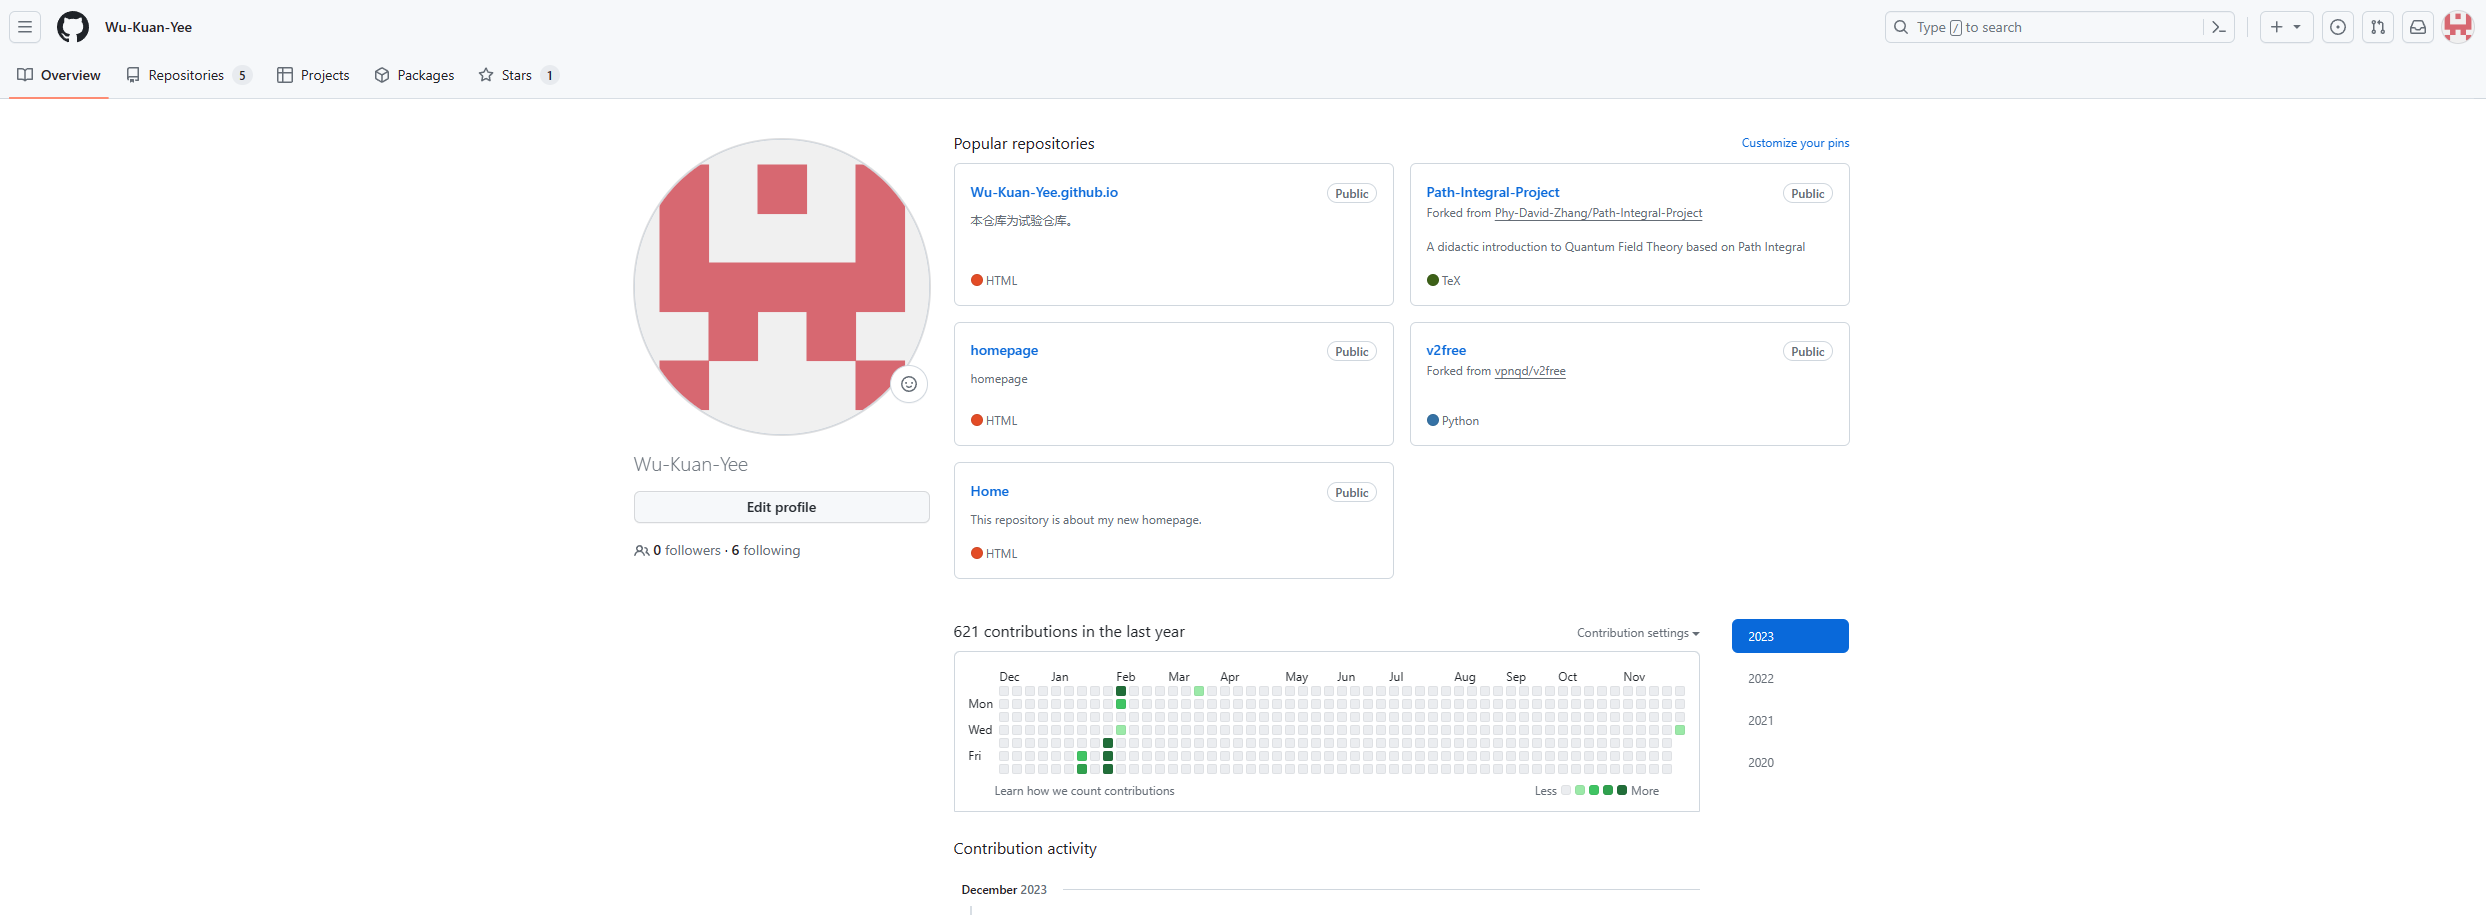 Wu-Kuan-Yee
Type / to search
Overview
Repositories 5
Projects
Packages
Stars 1
Wu-Kuan-Yee
Edit profile
0 followers · 6 following
Popular repositories
Customize your pins
Wu-Kuan-Yee.github.io
Public
本仓库为试验仓库。
HTML
Path-Integral-Project
Public
Forked from Phy-David-Zhang/Path-Integral-Project
A didactic introduction to Quantum Field Theory based on Path Integral
TeX
homepage
Public
homepage
HTML
v2free
Public
Forked from vpnqd/v2free
Python
Home
Public
This repository is about my new homepage.
HTML
621 contributions in the last year
Contribution settings
Dec Jan Feb Mar Apr May Jun Jul Aug Sep Oct Nov
Mon
Wed
Fri
Learn how we count contributions
Less
More
2023
2022
2021
2020
Contribution activity
December 2023